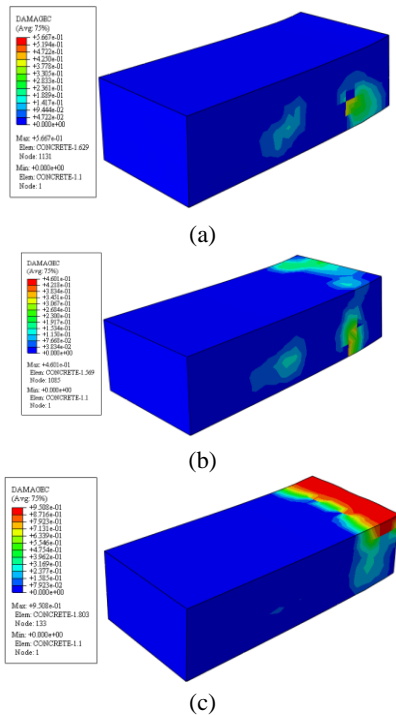 DAMAGEC
(Avg: 75%)
+5.667e-01
+5.194e-01
+4.722e-01
+4.250e-01
+3.778e-01
+3.305e-01
+2.833e-01
+2.361e-01
+1.889e-01
+1.417e-01
+9.444e-02
+4.722e-02
+0.000e+00
Max: +5.667e-01
Elem: CONCRETE-1.629
Node: 1131
Min: +0.000e+00
Elem: CONCRETE-1.1
Node: 1
(a)
DAMAGEC
(Avg: 75%)
+4.601e-01
+4.218e-01
+3.834e-01
+3.451e-01
+3.067e-01
+2.684e-01
+2.300e-01
+1.917e-01
+1.534e-01
+1.150e-01
+7.668e-02
+3.834e-02
+0.000e+00
Max: +4.601e-01
Elem: CONCRETE-1.569
Node: 1085
Min: +0.000e+00
Elem: CONCRETE-1.1
Node: 1
(b)
DAMAGEC
(Avg: 75%)
+9.508e-01
+8.716e-01
+7.923e-01
+7.131e-01
+6.339e-01
+5.546e-01
+4.754e-01
+3.962e-01
+3.169e-01
+2.377e-01
+1.585e-01
+7.923e-02
+0.000e+00
Max: +9.508e-01
Elem: CONCRETE-1.803
Node: 133
Min: +0.000e+00
Elem: CONCRETE-1.1
Node: 1
(c)